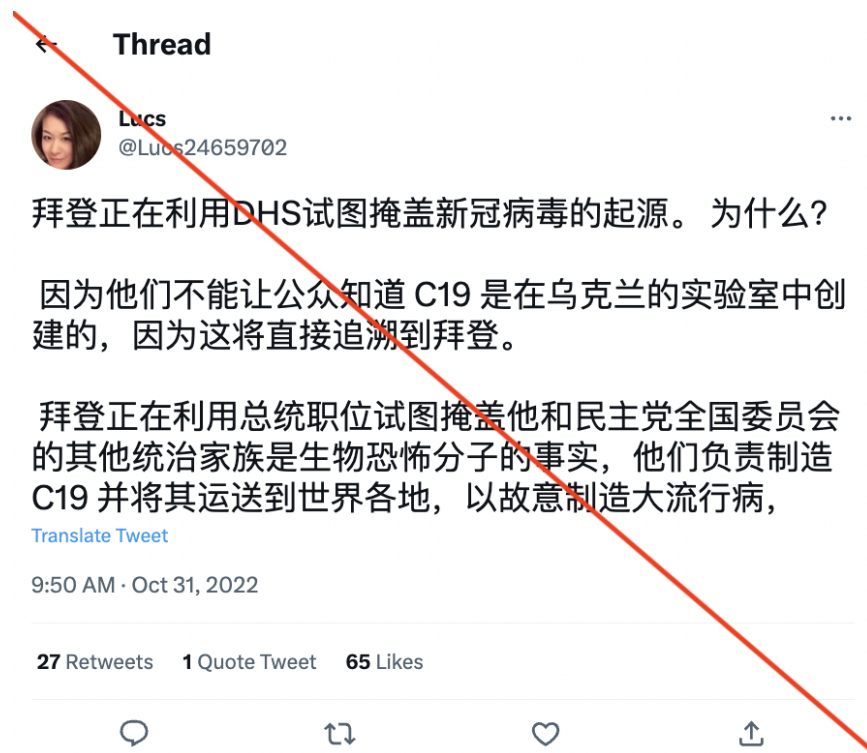 Thread
Lucs
@Lucs24659702
拜登正在利用DHS试图掩盖新冠病毒的起源。 为什么？
因为他们不能让公众知道 C19 是在乌克兰的实验室中创
建的，因为这将直接追溯到拜登。
拜登正在利用总统职位试图掩盖他和民主党全国委员会
的其他统治家族是生物恐怖分子的事实，他们负责制造
C19 并将其运送到世界各地，以故意制造大流行病，
Translate Tweet
9:50 AM · Oct 31, 2022
27 Retweets 1 Quote Tweet 65 Likes